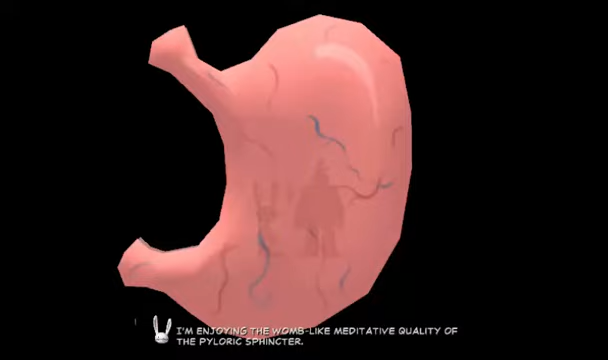 I'M ENJOYING THE WOMB-LIKE MEDITATIVE QUALITY OF
THE PYLORIC SPHINCTER.